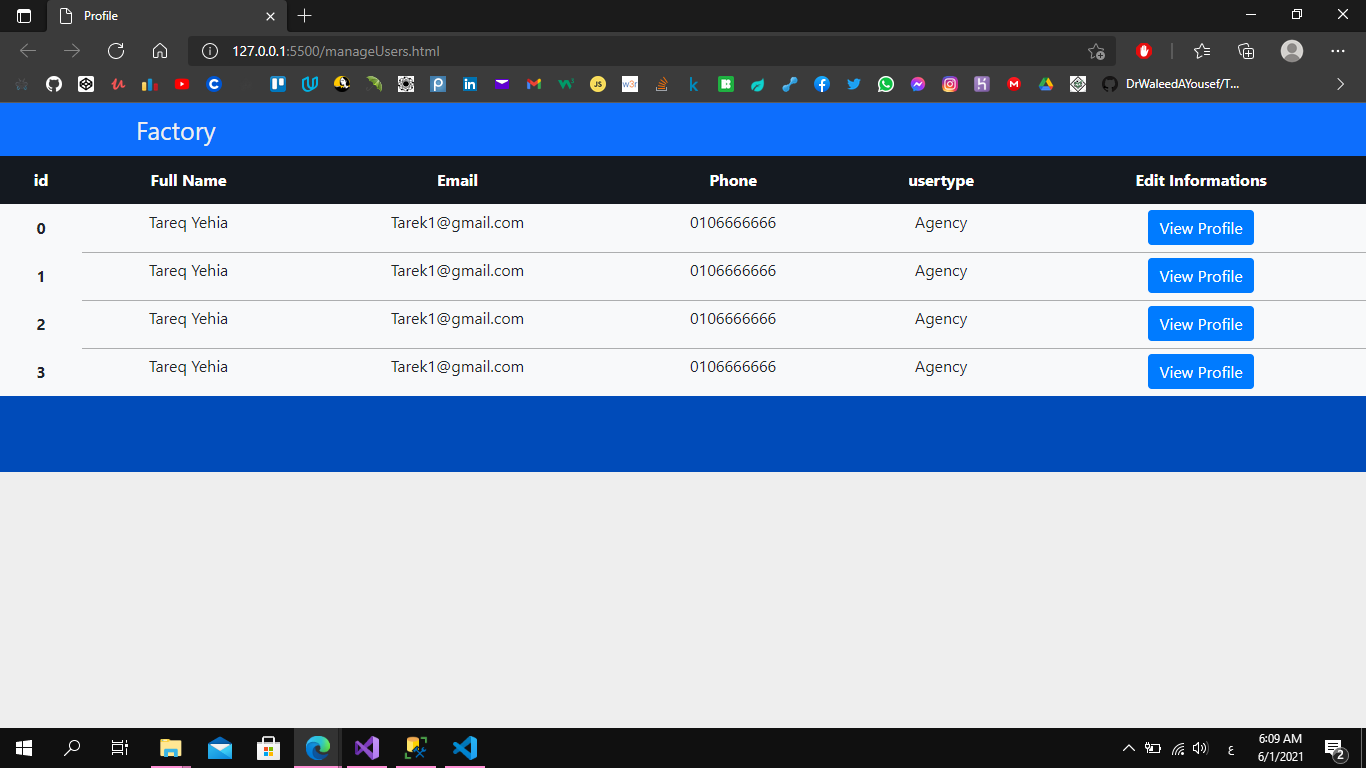 Profile
127.0.0.1:5500/manageUsers.html
DrWaleedAYousef/T...
Factory
id Full Name Email Phone usertype Edit Informations
0 Tareq Yehia Tarek1@gmail.com 0106666666 Agency View Profile
1 Tareq Yehia Tarek1@gmail.com 0106666666 Agency View Profile
2 Tareq Yehia Tarek1@gmail.com 0106666666 Agency View Profile
3 Tareq Yehia Tarek1@gmail.com 0106666666 Agency View Profile
ع
6:09 AM
6/1/2021
2